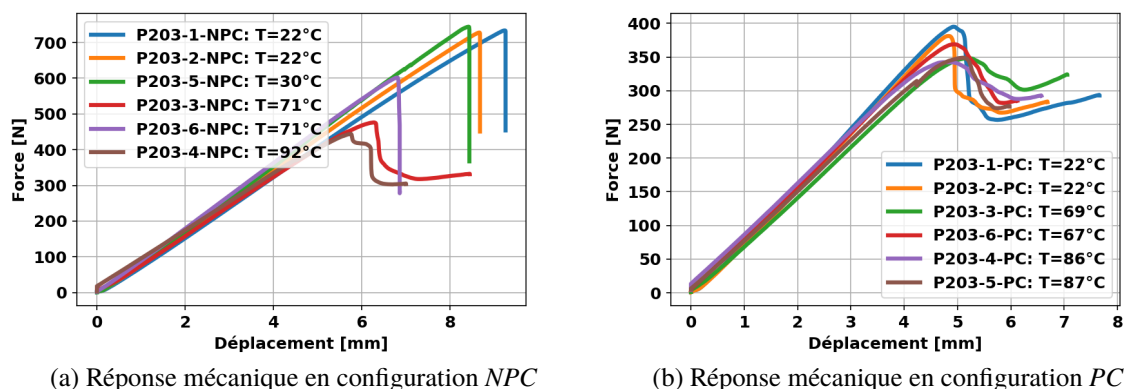 P203-1-NPC: T=22°C
P203-2-NPC: T=22°C
P203-5-NPC: T=30°C
P203-3-NPC: T=71°C
P203-6-NPC: T=71°C
P203-4-NPC: T=92°C
Force [N]
700
600
500
400
300
200
100
0
0 2 4 6 8
Déplacement [mm]
(a) Réponse mécanique en configuration NPC
Force [N]
400
350
300
250
200
150
100
50
0
P203-1-PC: T=22°C
P203-2-PC: T=22°C
P203-3-PC: T=69°C
P203-6-PC: T=67°C
P203-4-PC: T=86°C
P203-5-PC: T=87°C
0 1 2 3 4 5 6 7 8
Déplacement [mm]
(b) Réponse mécanique en configuration PC